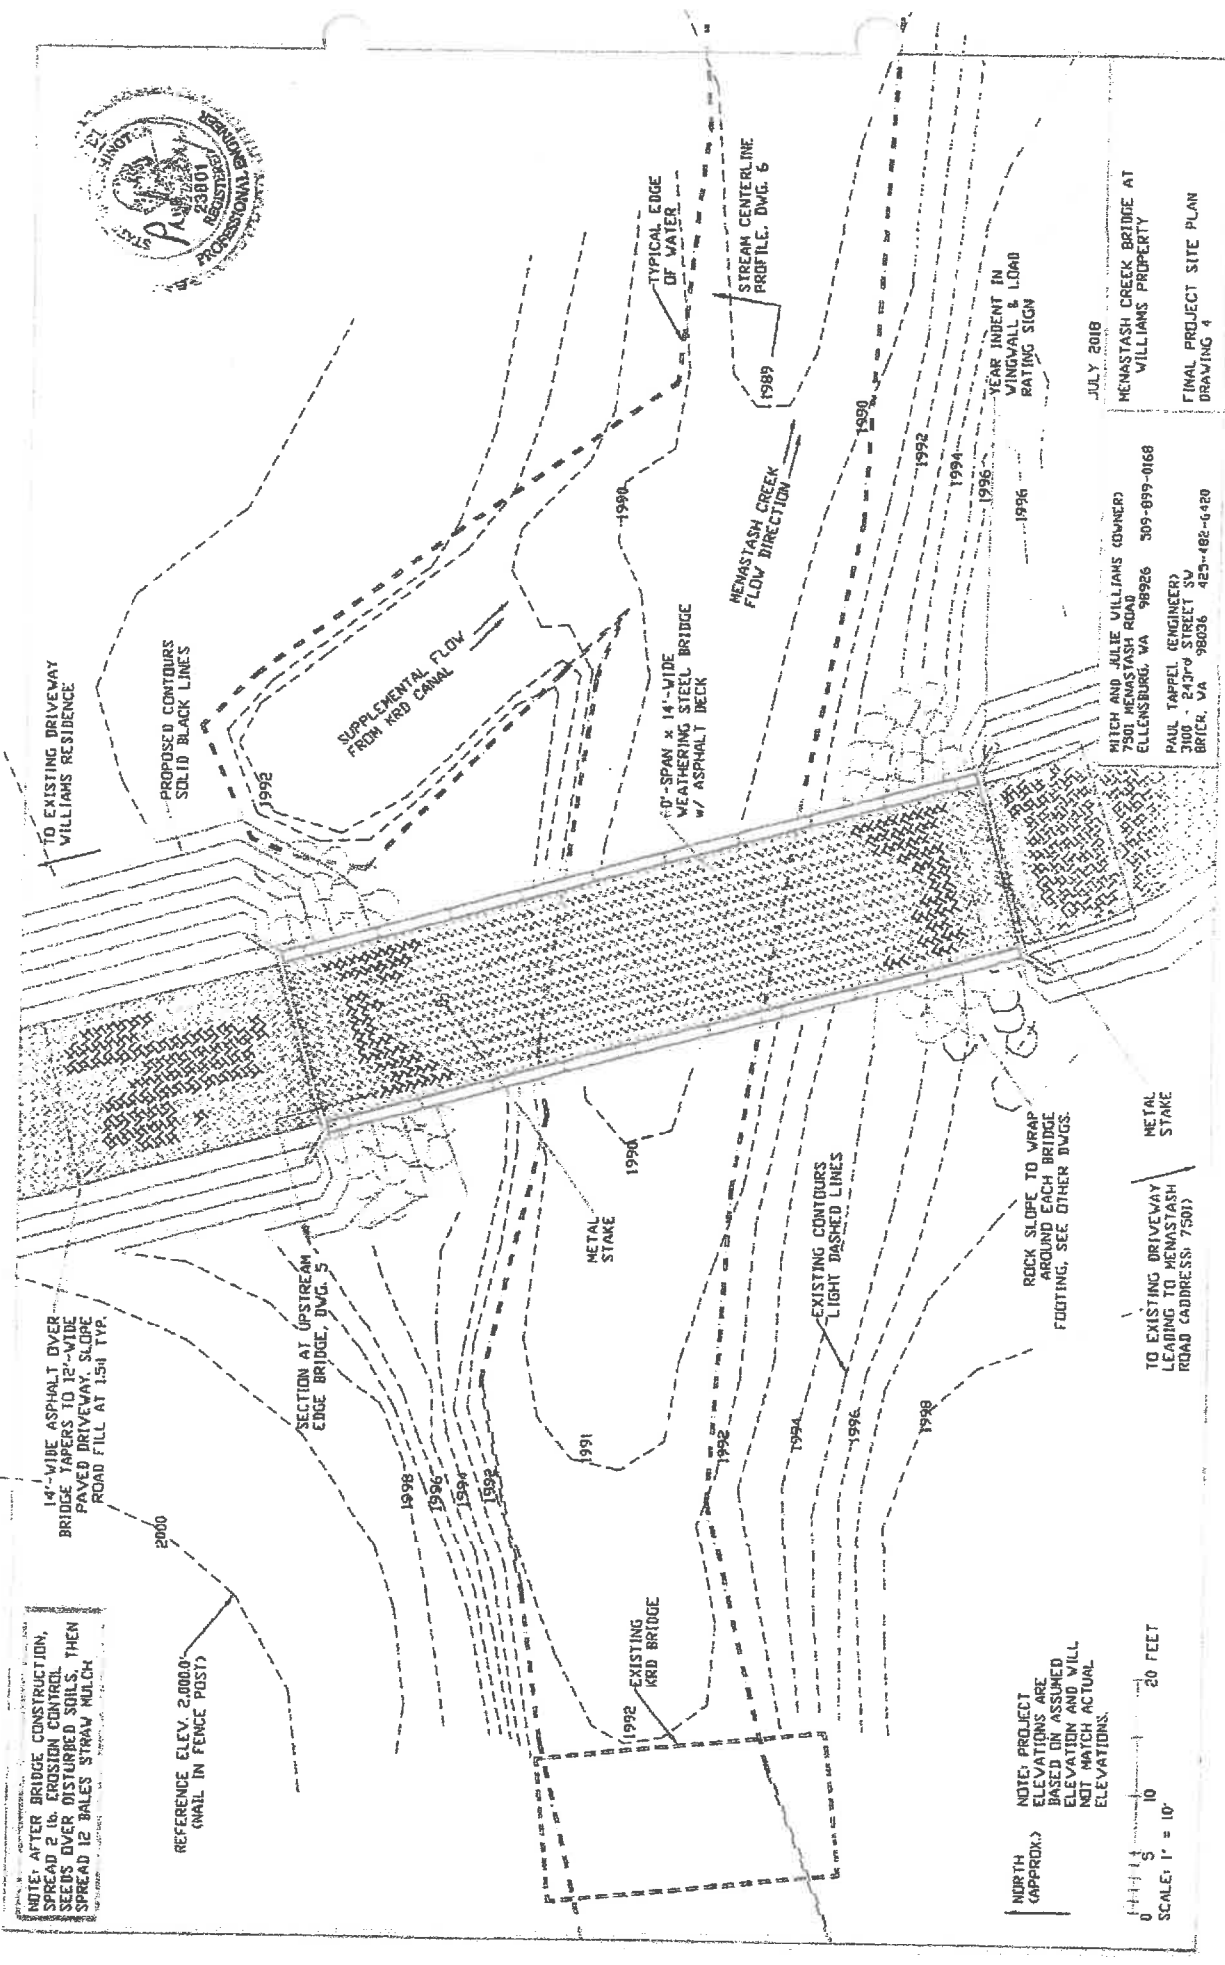 NOTE: AFTER BRIDGE CONSTRUCTION,
SPREAD 2 lb. EROSION CONTROL
SEEDS OVER DISTURBED SOILS, THEN
SPREAD 12 BALES STRAW MULCH
14'-WIDE ASPHALT OVER
BRIDGE TAPERS TO 12'-WIDE
PAVED DRIVEWAY. SLOPE
ROAD FILL AT 1.5:1 TYP.
TO EXISTING DRIVEWAY
WILLIAMS RESIDENCE
PROPOSED CONTOURS
SOLID BLACK LINES
REGISTERED
PROFESSIONAL ENGINEER
23801
2000
REFERENCE ELEV. 2,000.0'
(NAIL IN FENCE POST)
SECTION AT UPSTREAM
EDGE BRIDGE, DWG. 5
1992
SUPPLEMENTAL FLOW
FROM KRD CANAL
TYPICAL EDGE
OF WATER
STREAM CENTERLINE
PROFILE, DWG. 6
1998
1996
1994
1992
1991
METAL
STAKE
1990
1990
1989
'-SPAN x 14'-WIDE
WEATHERING STEEL BRIDGE
W/ ASPHALT DECK
MENASTASH CREEK
FLOW DIRECTION
1992
EXISTING
KRD BRIDGE
1992
1994
1996
1998
EXISTING CONTOURS
LIGHT DASHED LINES
1990
1992
1994
1996
1996
YEAR INDENT IN
WINGWALL & LOAD
RATING SIGN
ROCK SLOPE TO WRAP
AROUND EACH BRIDGE
FOOTING, SEE OTHER DWGS.
METAL
STAKE
TO EXISTING DRIVEWAY
LEADING TO MENASTASH
ROAD (ADDRESS: 7501)
NORTH
(APPROX.)
NOTE: PROJECT
ELEVATIONS ARE
BASED ON ASSUMED
ELEVATION AND WILL
NOT MATCH ACTUAL
ELEVATIONS.
0 5 10 20 FEET
SCALE: 1" = 10'
JULY 2018
MITCH AND JULIE WILLIAMS (OWNER)
7501 MENASTASH ROAD
ELLENSBURG, WA 98926 509-899-0168
PAUL TAPPEL (ENGINEER)
3008 - 243rd STREET SW
BRIER, WA 98036 425-482-6420
MENASTASH CREEK BRIDGE AT
WILLIAMS PROPERTY
FINAL PROJECT SITE PLAN
DRAWING 4